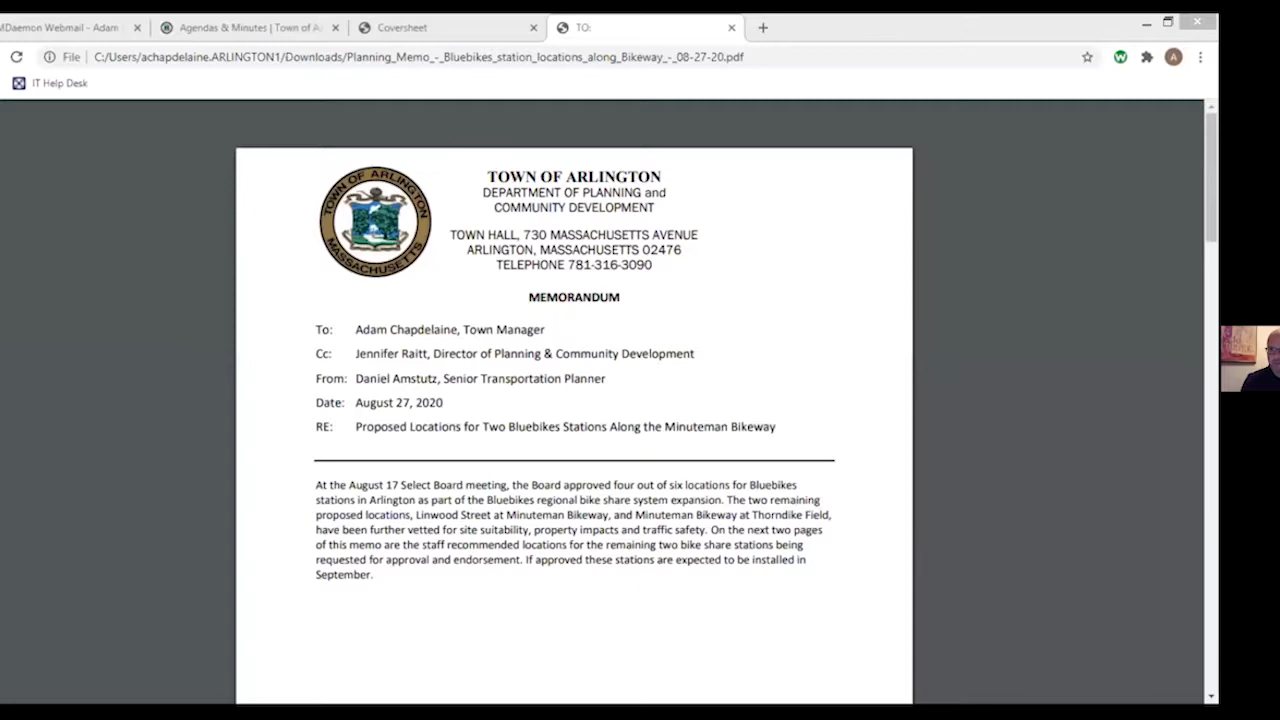 MDaemon Webmail - Adam
Agendas & Minutes | Town of A
Coversheet
TO:
File
C:/Users/achapdelaine.ARLINGTON1/Downloads/Planning_Memo_-_Bluebikes_station_locations_along_Bikeway_-_08-27-20.pdf
W
A
IT Help Desk
TOWN OF ARLINGTON
MASSACHUSETTS
TOWN OF ARLINGTON
DEPARTMENT OF PLANNING and
COMMUNITY DEVELOPMENT
TOWN HALL, 730 MASSACHUSETTS AVENUE
ARLINGTON, MASSACHUSETTS 02476
TELEPHONE 781-316-3090
MEMORANDUM
To: Adam Chapdelaine, Town Manager
Cc: Jennifer Raitt, Director of Planning & Community Development
From: Daniel Amstutz, Senior Transportation Planner
Date: August 27, 2020
RE: Proposed Locations for Two Bluebikes Stations Along the Minuteman Bikeway
At the August 17 Select Board meeting, the Board approved four out of six locations for Bluebikes
stations in Arlington as part of the Bluebikes regional bike share system expansion. The two remaining
proposed locations, Linwood Street at Minuteman Bikeway, and Minuteman Bikeway at Thorndike Field,
have been further vetted for site suitability, property impacts and traffic safety. On the next two pages
of this memo are the staff recommended locations for the remaining two bike share stations being
requested for approval and endorsement. If approved these stations are expected to be installed in
September.